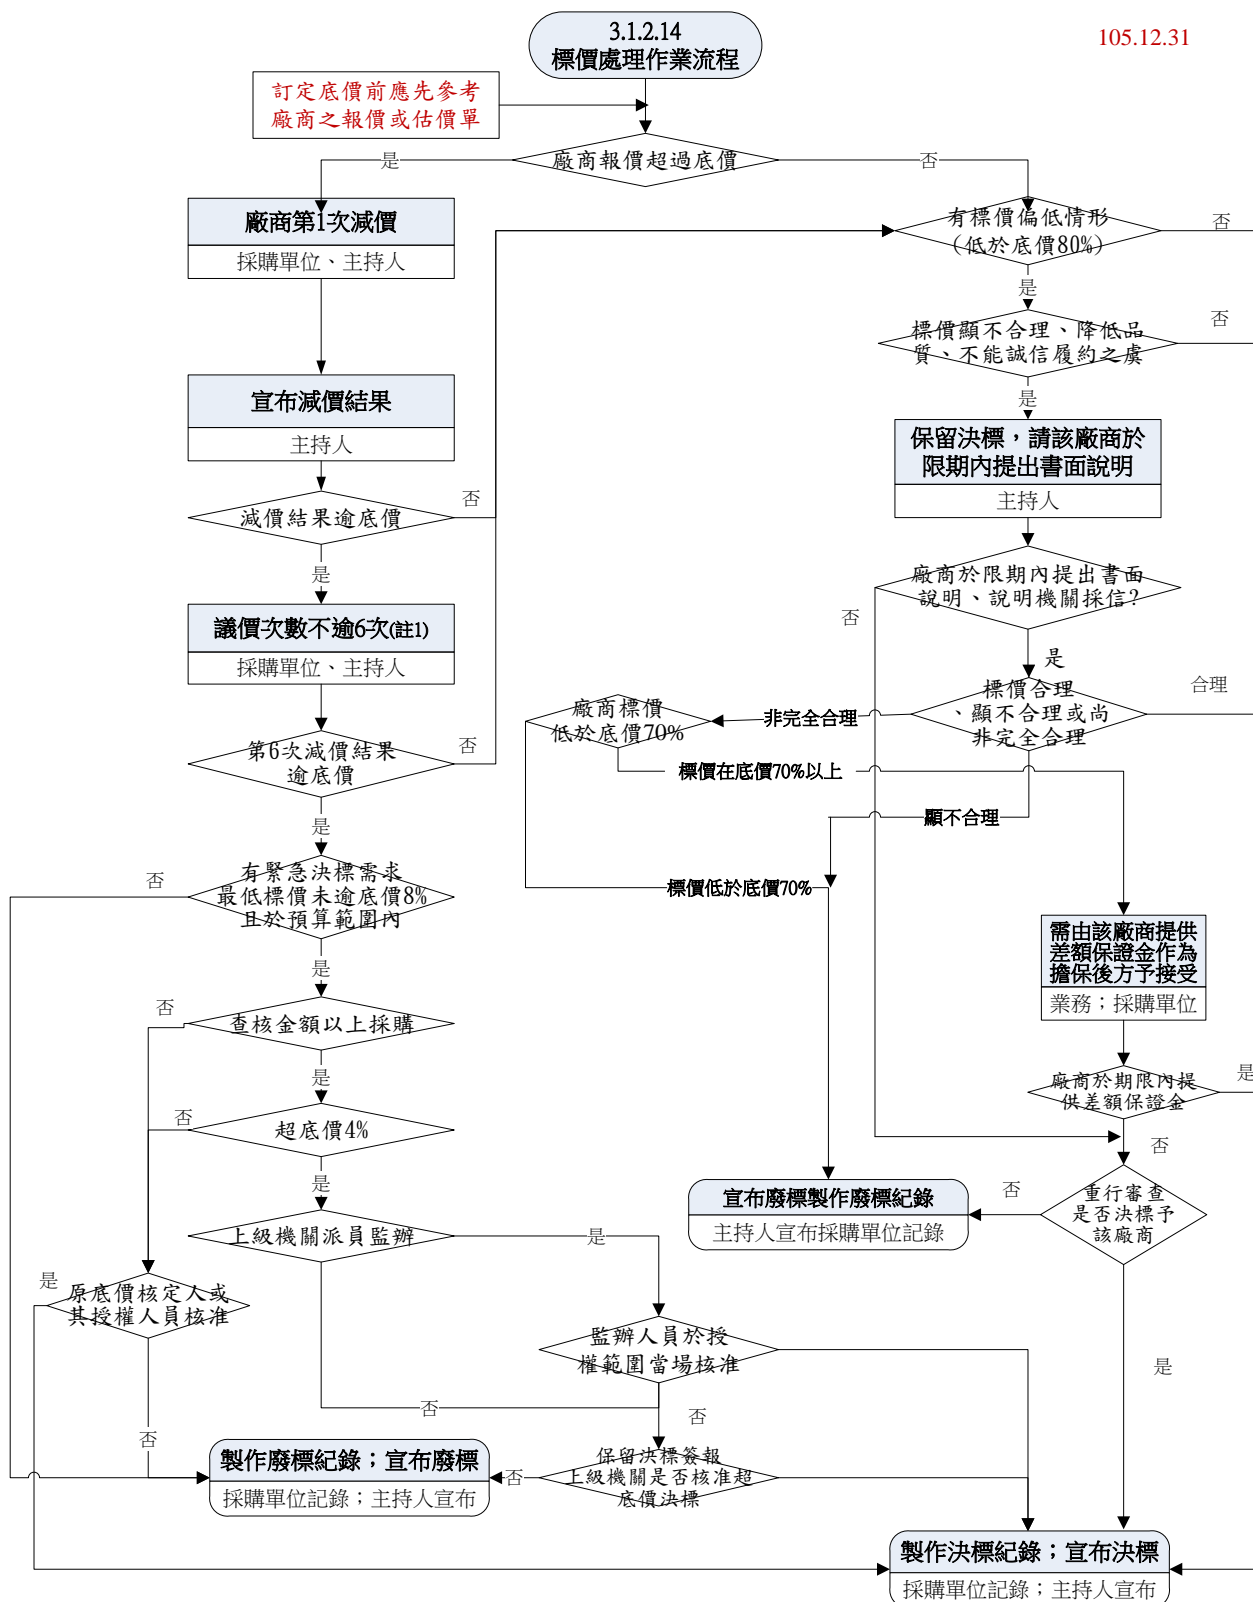 3.1.2.14
標價處理作業流程
105.12.31
訂定底價前應先參考
廠商之報價或估價單
廠商報價超過底價
是
否
廠商第1次減價
採購單位、主持人
有標價偏低情形
(低於底價80%)
否
是
標價顯不合理、降低品
質、不能誠信履約之虞
否
是
宣布減價結果
主持人
保留決標，請該廠商於
限期內提出書面說明
主持人
減價結果逾底價
否
是
廠商於限期內提出書面
說明、說明機關採信?
否
是
議價次數不逾6次(註1)
採購單位、主持人
標價合理
、顯不合理或尚
非完全合理
合理
非完全合理
廠商標價
低於底價70%
第6次減價結果
逾底價
否
是
標價在底價70%以上
顯不合理
標價低於底價70%
有緊急決標需求
最低標價未逾底價8%
且於預算範圍內
否
是
需由該廠商提供
差額保證金作為
擔保後方予接受
業務；採購單位
查核金額以上採購
否
是
廠商於期限內提
供差額保證金
是
否
超底價4%
否
是
宣布廢標製作廢標紀錄
主持人宣布採購單位記錄
否
重行審查
是否決標予
該廠商
是
上級機關派員監辦
是
否
原底價核定人或
其授權人員核准
是
否
監辦人員於授
權範圍當場核准
否
製作廢標紀錄；宣布廢標
採購單位記錄；主持人宣布
否
保留決標簽報
上級機關是否核准超
底價決標
製作決標紀錄；宣布決標
採購單位記錄；主持人宣布